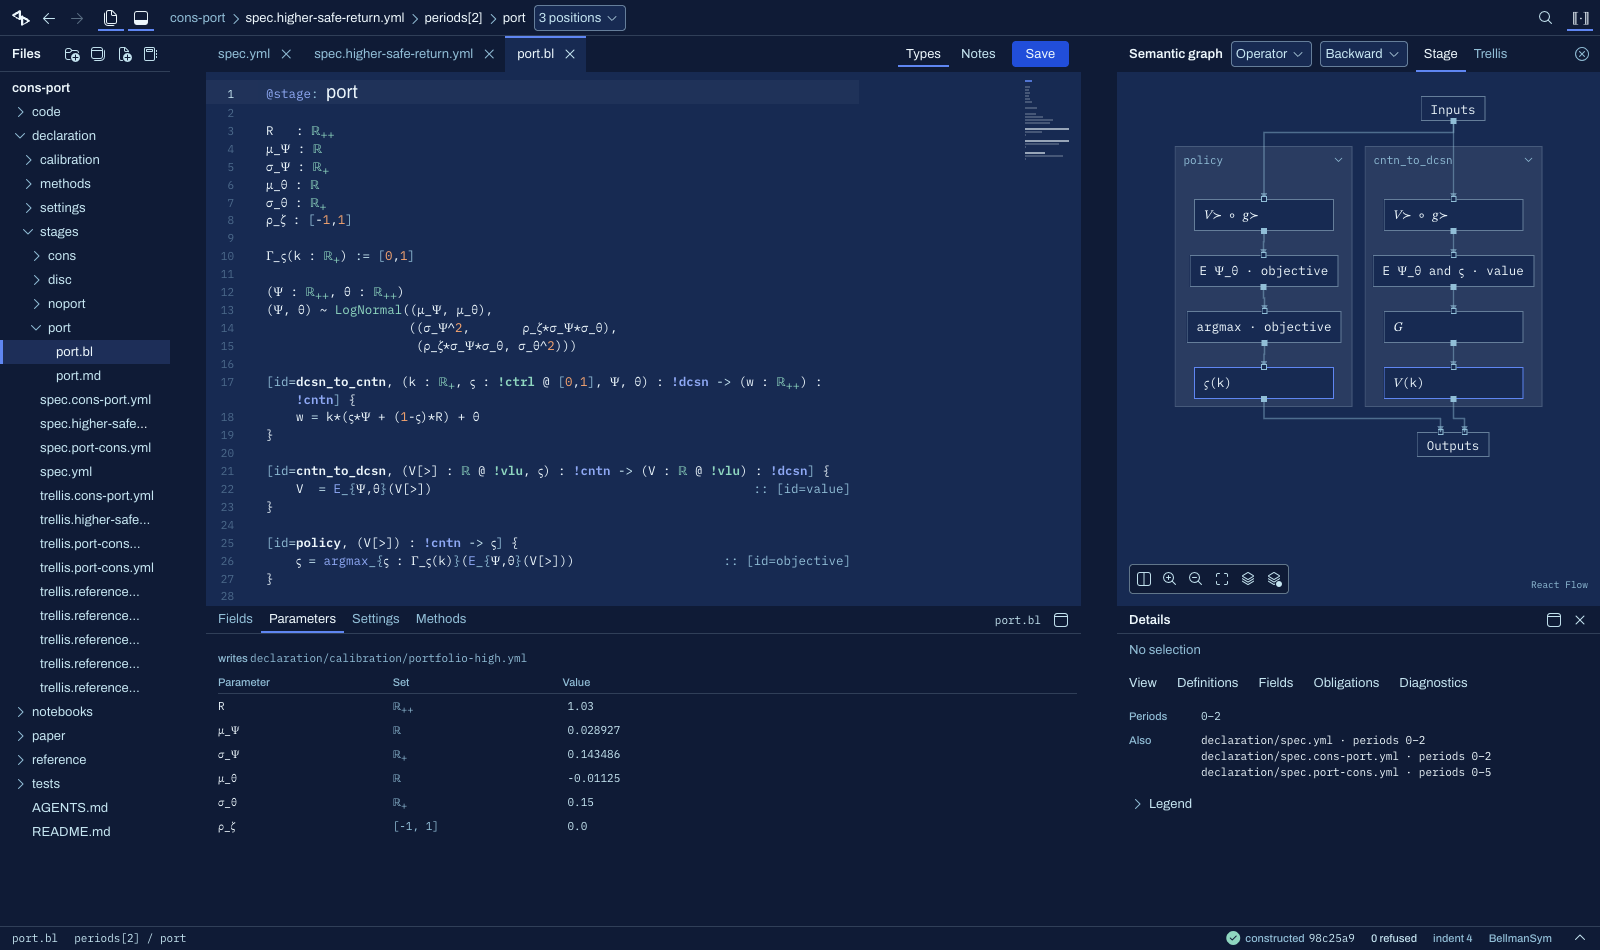 cons-port > spec.higher-safe-return.yml > periods[2] > port 3 positions
Files
cons-port
code
declaration
calibration
methods
settings
stages
cons
disc
noport
port
port.bl
port.md
spec.cons-port.yml
spec.higher-safe...
spec.port-cons.yml
spec.yml
trellis.cons-port.yml
trellis.higher-safe...
trellis.port-cons...
trellis.port-cons.yml
trellis.reference...
trellis.reference...
trellis.reference...
trellis.reference...
trellis.reference...
notebooks
paper
reference
tests
AGENTS.md
README.md
spec.yml spec.higher-safe-return.yml port.bl
Types Notes Save
1 @stage: port
2
3 R : ℝ₊₊
4 μ_Ψ : ℝ
5 σ_Ψ : ℝ₊
6 μ_θ : ℝ
7 σ_θ : ℝ₊
8 ρ_ζ : [-1,1]
9
10 Γ_ς(k : ℝ₊) := [0,1]
11
12 (Ψ : ℝ₊₊, θ : ℝ₊₊)
13 (Ψ, θ) ~ LogNormal((μ_Ψ, μ_θ),
14 ((σ_Ψ^2, ρ_ζ*σ_Ψ*σ_θ),
15 (ρ_ζ*σ_Ψ*σ_θ, σ_θ^2)))
16
17 [id=dcsn_to_cntn, (k : ℝ₊, ς : !ctrl @ [0,1], Ψ, θ) : !dcsn -> (w : ℝ₊₊) :
!cntn] {
18 w = k*(ς*Ψ + (1-ς)*R) + θ
19 }
20
21 [id=cntn_to_dcsn, (V[>] : ℝ @ !vlu, ς) : !cntn -> (V : ℝ @ !vlu) : !dcsn] {
22 V = E_{Ψ,θ}(V[>]) :: [id=value]
23 }
24
25 [id=policy, (V[>]) : !cntn -> ς] {
26 ς = argmax_{ς : Γ_ς(k)}(E_{Ψ,θ}(V[>])) :: [id=objective]
27 }
28
Fields Parameters Settings Methods port.bl
writes declaration/calibration/portfolio-high.yml
Parameter Set Value
R ℝ₊₊ 1.03
μ_Ψ ℝ 0.028927
σ_Ψ ℝ₊ 0.143486
μ_θ ℝ -0.01125
σ_θ ℝ₊ 0.15
ρ_ζ [-1, 1] 0.0
Semantic graph Operator Backward Stage Trellis
Inputs
policy cntn_to_dcsn
V≻ ∘ g≻ V≻ ∘ g≻
E Ψ_θ · objective E Ψ_θ and ς · value
argmax · objective G
ς(k) V(k)
Outputs
React Flow
Details
No selection
View Definitions Fields Obligations Diagnostics
Periods 0–2
Also declaration/spec.yml · periods 0–2
declaration/spec.cons-port.yml · periods 0–2
declaration/spec.port-cons.yml · periods 0–5
Legend
port.bl periods[2] / port constructed 98c25a9 0 refused indent 4 BellmanSym